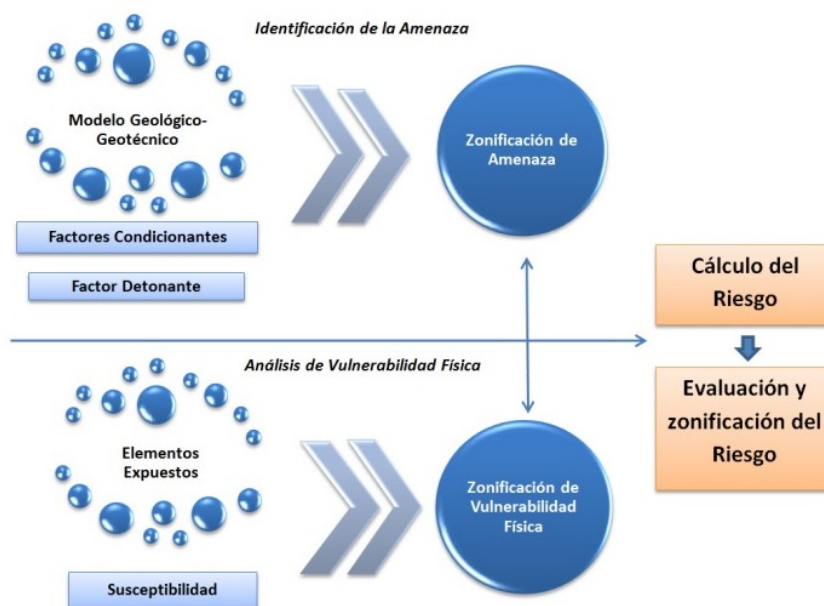 Identificación de la Amenaza
Modelo Geológico-
Geotécnico
Factores Condicionantes
Factor Detonante
Zonificación de
Amenaza
Análisis de Vulnerabilidad Física
Elementos
Expuestos
Susceptibilidad
Zonificación de
Vulnerabilidad
Física
Cálculo del
Riesgo
Evaluación y
zonificación del
Riesgo